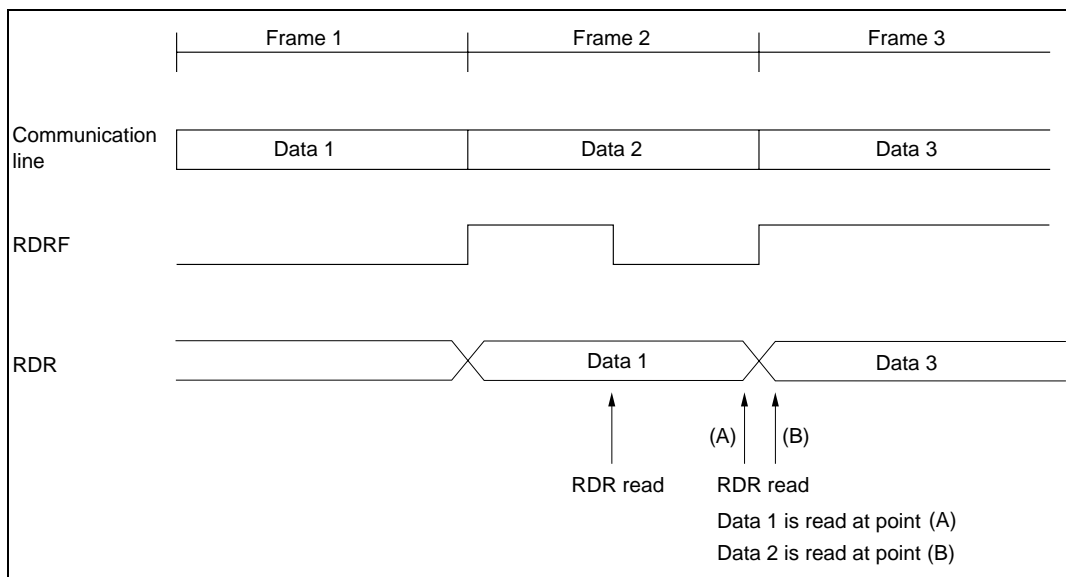 Frame 1 Frame 2 Frame 3
Communication line
Data 1 Data 2 Data 3
RDRF
RDR
Data 1 Data 3
(A) (B)
RDR read RDR read
Data 1 is read at point (A)
Data 2 is read at point (B)